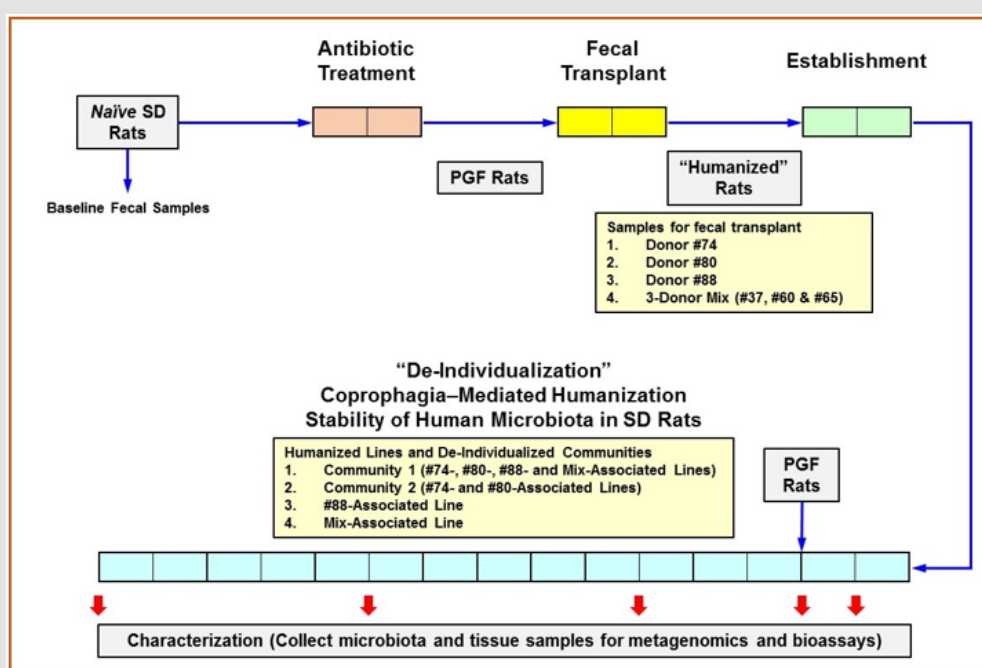 Antibiotic
Treatment
Fecal
Transplant
Establishment
Naïve SD
Rats
PGF Rats
“Humanized”
Rats
Baseline Fecal Samples
Samples for fecal transplant
1. Donor #74
2. Donor #80
3. Donor #88
4. 3-Donor Mix (#37, #60 & #65)
“De-Individualization”
Coprophagia–Mediated Humanization
Stability of Human Microbiota in SD Rats
Humanized Lines and De-Individualized Communities
1. Community 1 (#74-, #80-, #88- and Mix-Associated Lines)
2. Community 2 (#74- and #80-Associated Lines)
3. #88-Associated Line
4. Mix-Associated Line
PGF
Rats
Characterization (Collect microbiota and tissue samples for metagenomics and bioassays)